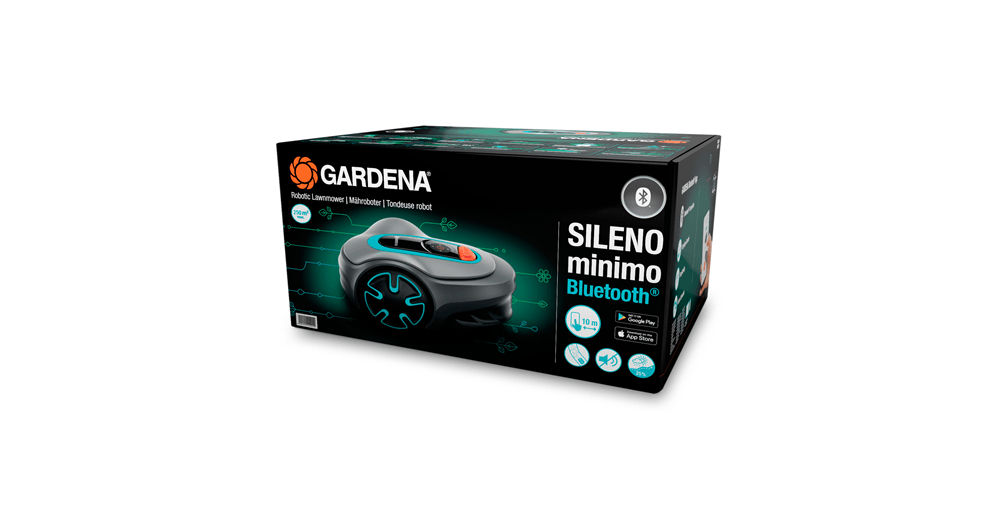 GARDENA®
Robotic Lawnmower | Mähroboter | Tondeuse robot
250 m²
SILENO
minimo
Bluetooth®
10 m
Google Play
App Store